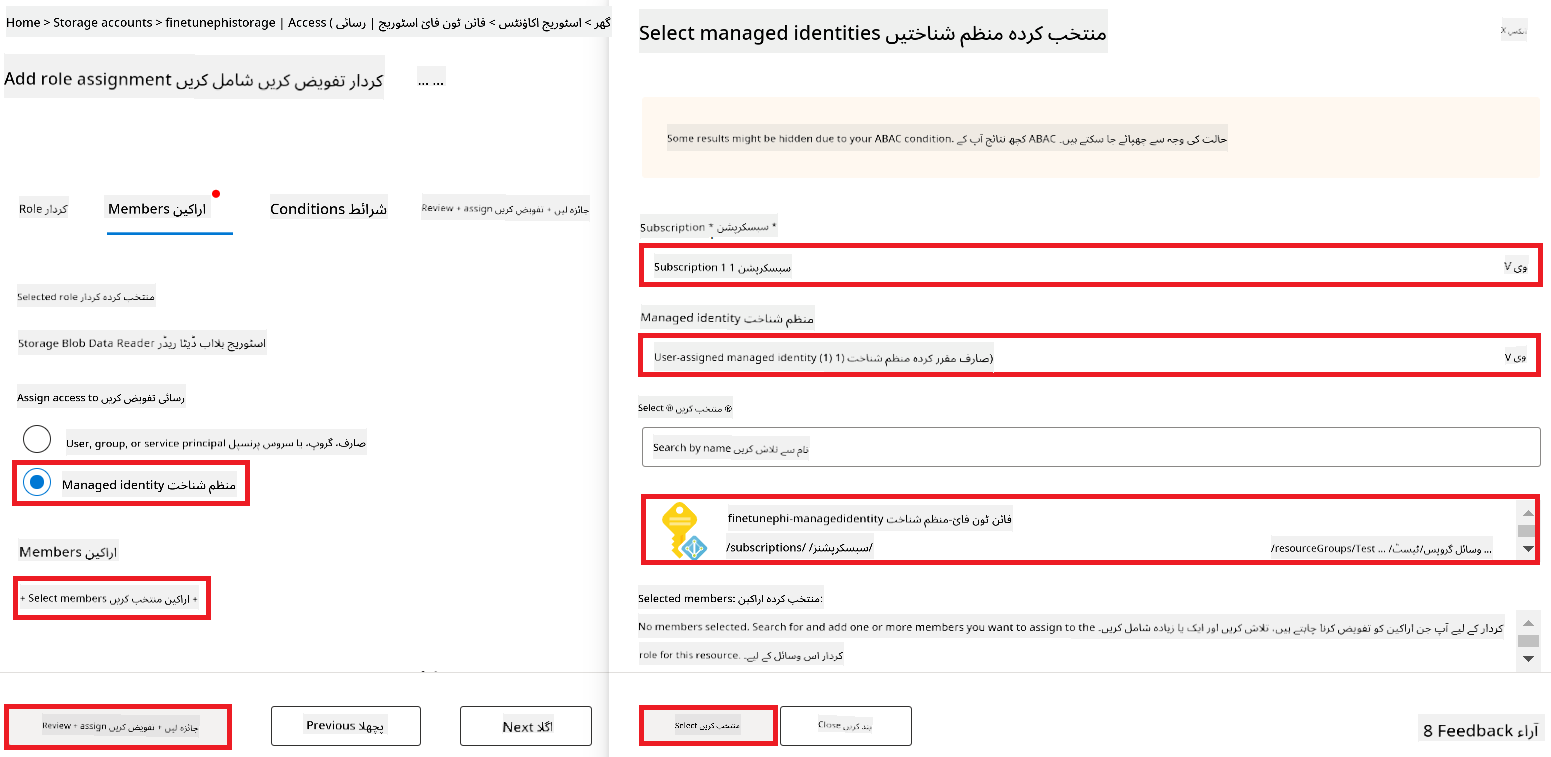 Home > Storage accounts > finetunephistorage | Access ( گھر > اسٹوریج اکاؤنٹس > فائن ٹون فائ اسٹوریج | رسائی
Add role assignment کردار تفویض کریں شامل کریں
... ...
Role کردار
Members اراکین
Conditions شرائط
Review + assign جائزہ لیں + تفویض کریں
Selected role منتخب کردہ کردار
Storage Blob Data Reader اسٹوریج بلاب ڈیٹا ریڈر
Assign access to رسائی تفویض کریں
User, group, or service principal صارف، گروپ، یا سروس پرنسپل
Managed identity منظم شناخت
Members اراکین
+ Select members اراکین منتخب کریں +
Review + assign جائزہ لیں + تفویض کریں
Previous پچھلا
Next اگلا
Select managed identities منتخب کردہ منظم شناختیں
X ایکس
Some results might be hidden due to your ABAC condition. کچھ نتائج آپ کے ABAC حالت کی وجہ سے چھپائے جا سکتے ہیں۔
Subscription * سبسکرپشن *
Subscription 1 سبسکرپشن 1
V وی
Managed identity منظم شناخت
User-assigned managed identity (1) صارف مقرر کردہ منظم شناخت (1)
V وی
Select ® منتخب کریں ®
Search by name نام سے تلاش کریں
finetunephi-managedidentity فائن ٹون فائ-منظم شناخت
/subscriptions/ /سبسکرپشنز/
/resourceGroups/Test ... /وسائل گروپس/ٹیسٹ ...
Selected members: منتخب کردہ اراکین:
No members selected. Search for and add one or more members you want to assign to the کردار کے لیے آپ جن اراکین کو تفویض کرنا چاہتے ہیں، تلاش کریں اور ایک یا زیادہ شامل کریں۔
role for this resource. کردار اس وسائل کے لیے۔
Select منتخب کریں
Close بند کریں
8 Feedback آراء